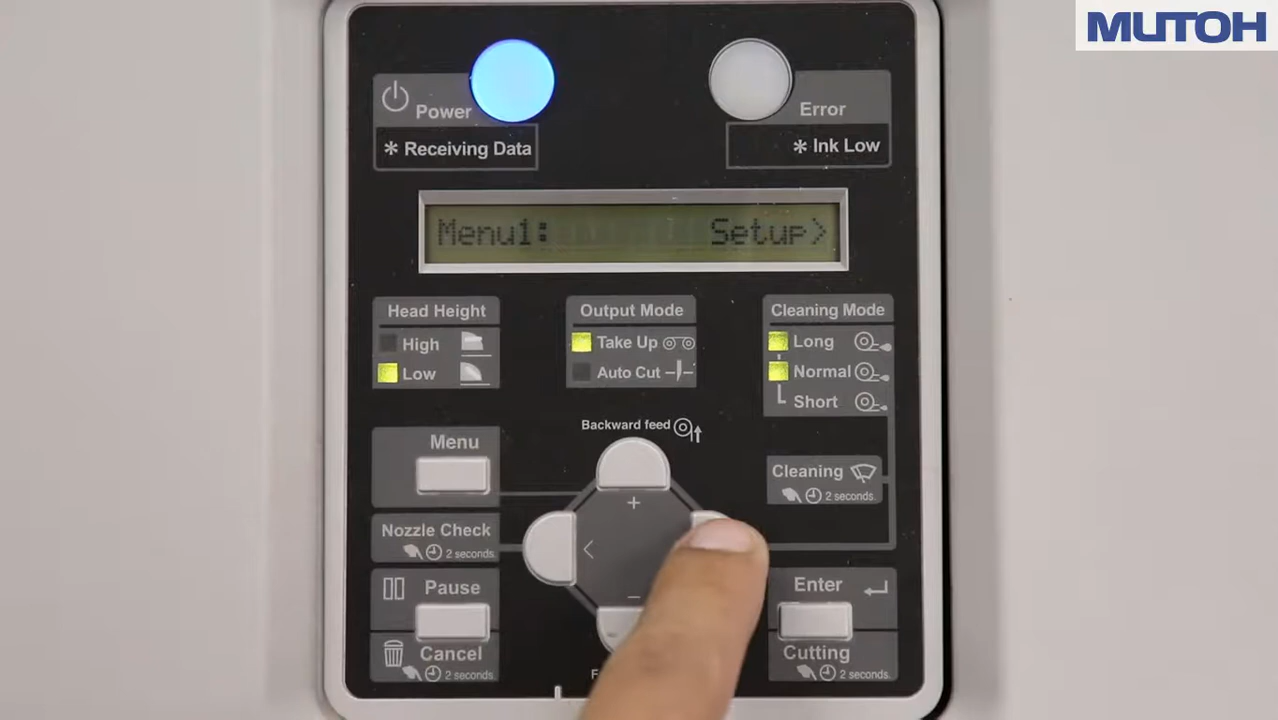 MUTOH
Power
Error
* Receiving Data
* Ink Low
Menu1: Setup>
Head Height
High
Low
Output Mode
Take Up
Auto Cut
Cleaning Mode
Long
Normal
Short
Backward feed
Menu
+
Cleaning
2 seconds.
Nozzle Check
2 seconds.
<
−
Pause
Cancel
2 seconds.
Enter
Cutting
2 seconds.